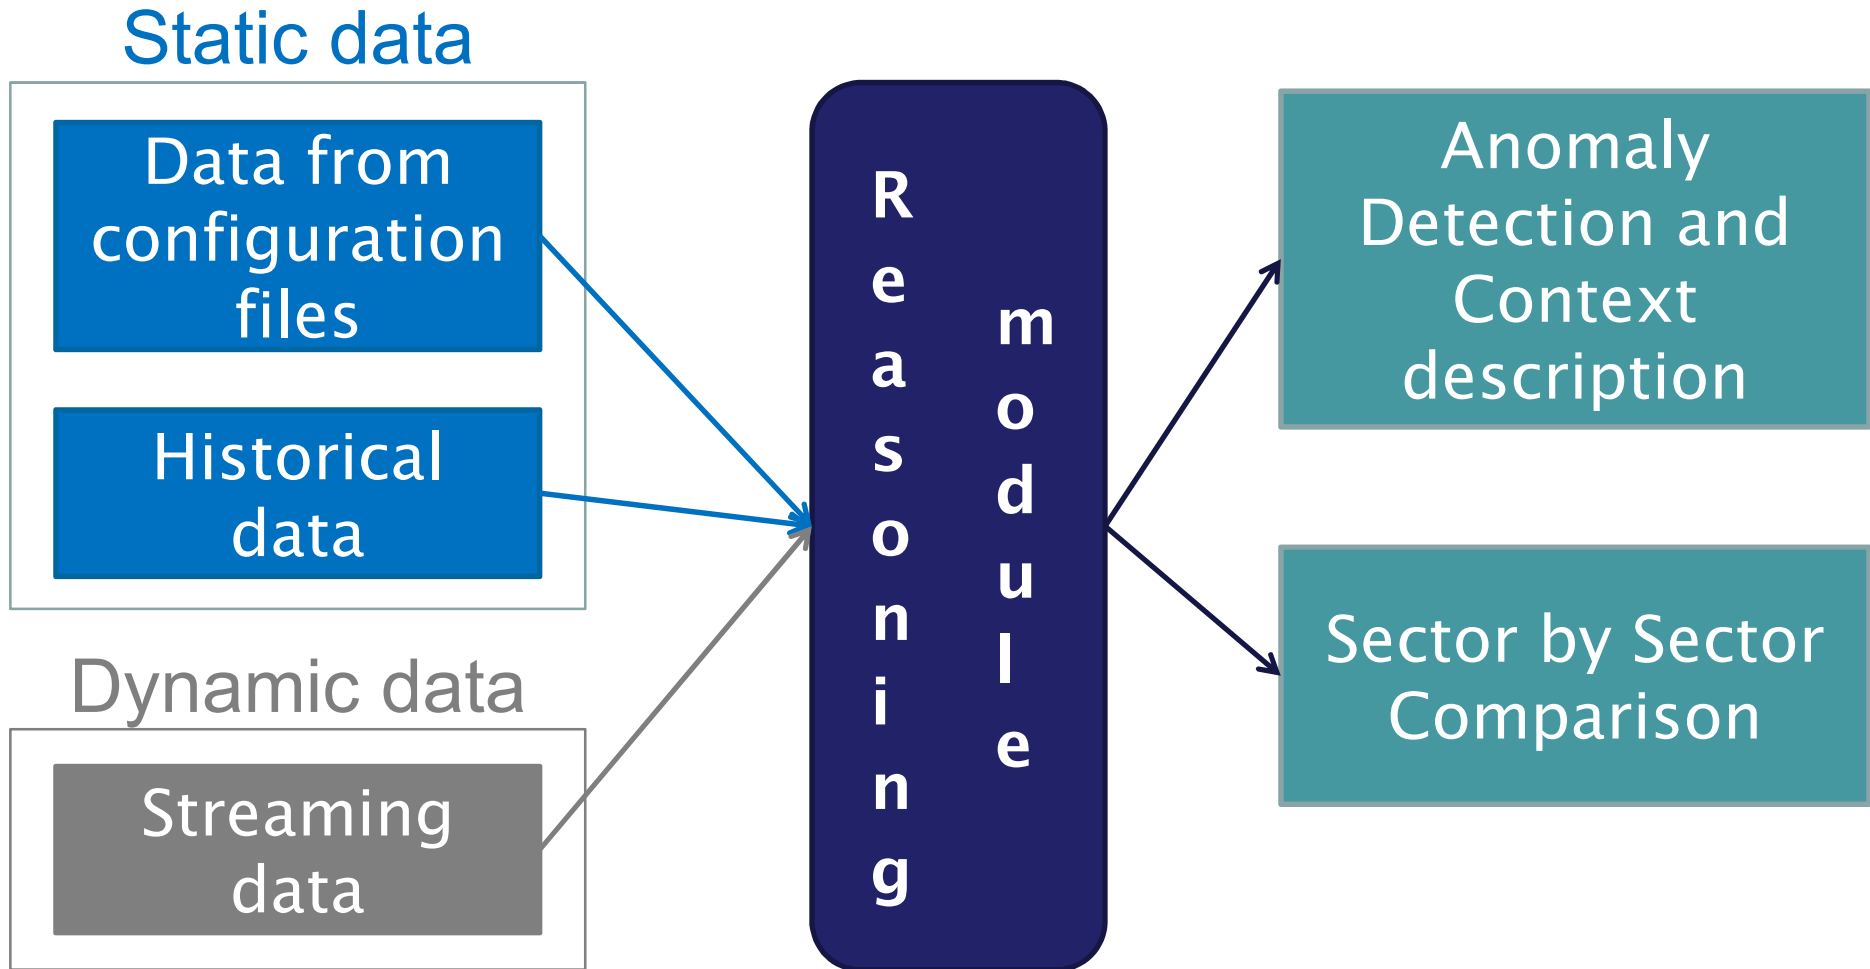 Static data
Data from
configuration
files
Historical
data
Dynamic data
Streaming
data
Reasoning
module
Anomaly
Detection and
Context
description
Sector by Sector
Comparison